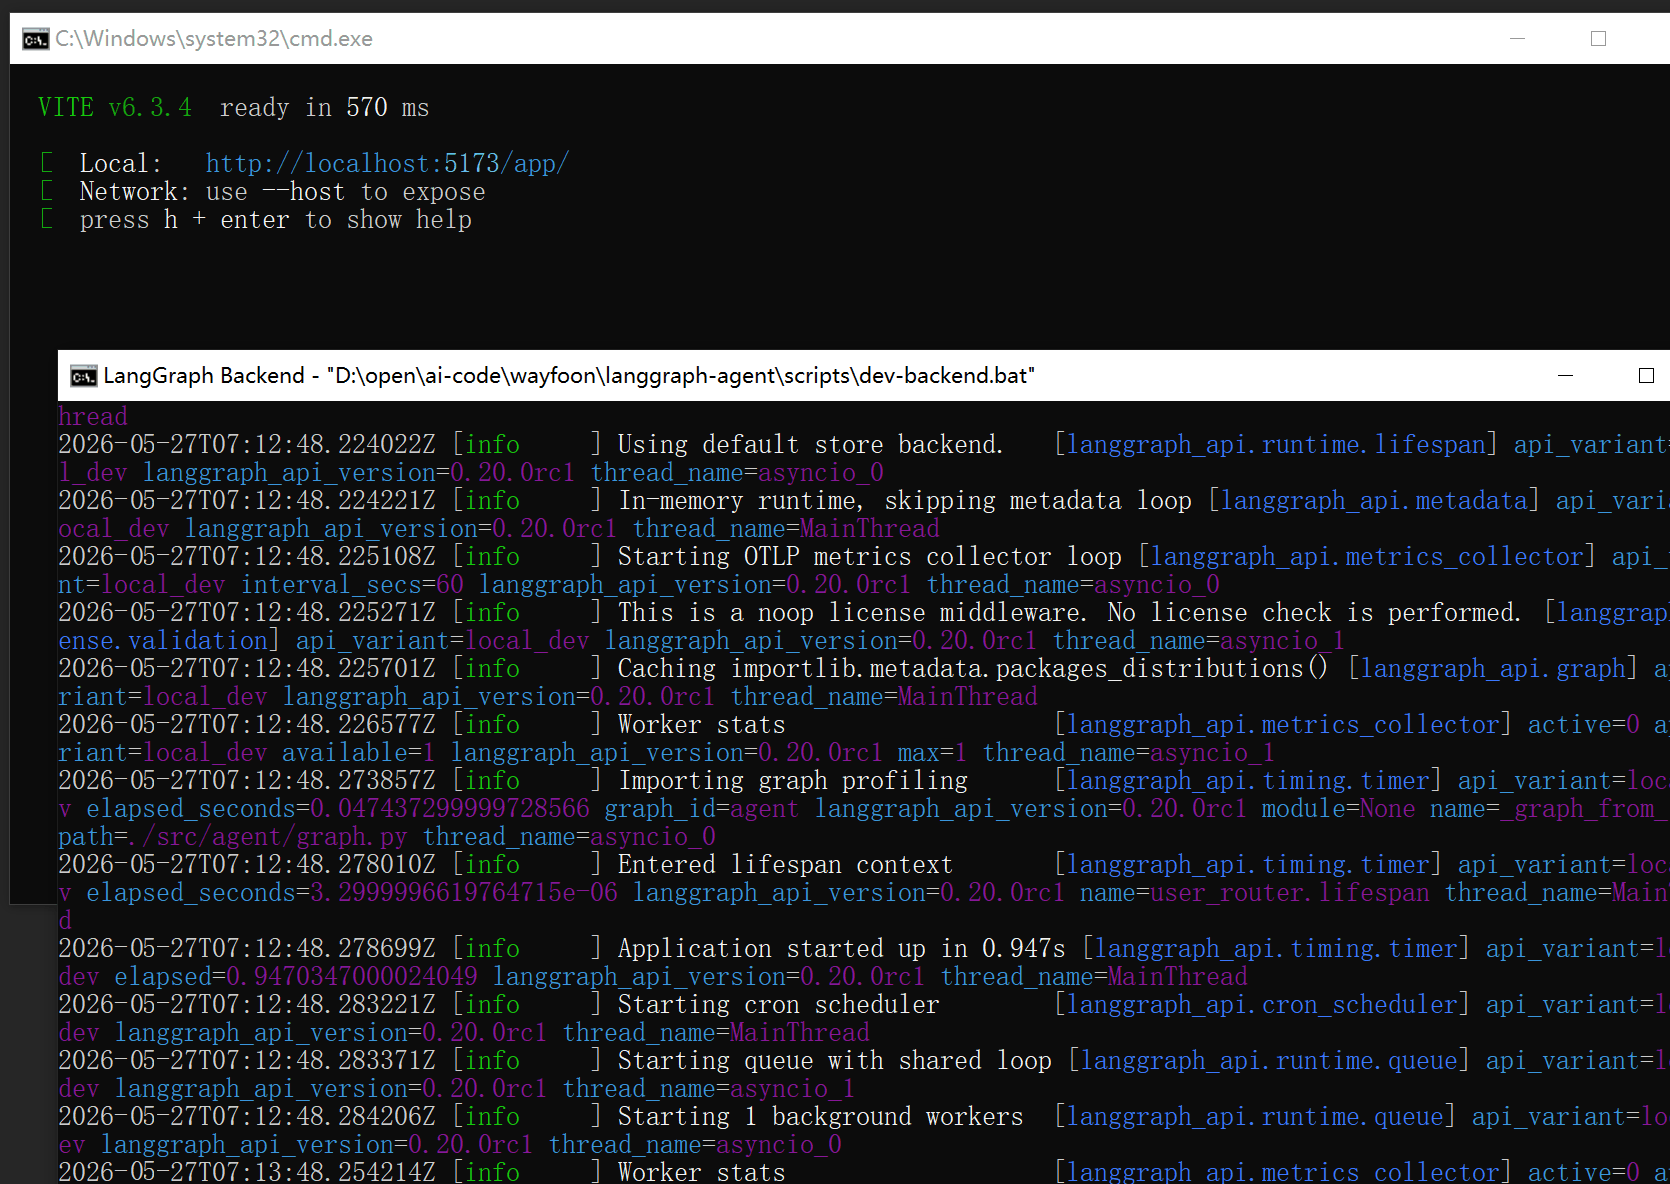 C:\Windows\system32\cmd.exe
VITE v6.3.4  ready in 570 ms
[  Local:   http://localhost:5173/app/
[  Network: use --host to expose
[  press h + enter to show help
LangGraph Backend - "D:\open\ai-code\wayfoon\langgraph-agent\scripts\dev-backend.bat"
hread
2026-05-27T07:12:48.224022Z [info     ] Using default store backend.   [langgraph_api.runtime.lifespan] api_variant=
l_dev langgraph_api_version=0.20.0rc1 thread_name=asyncio_0
2026-05-27T07:12:48.224221Z [info     ] In-memory runtime, skipping metadata loop [langgraph_api.metadata] api_vari
ocal_dev langgraph_api_version=0.20.0rc1 thread_name=MainThread
2026-05-27T07:12:48.225108Z [info     ] Starting OTLP metrics collector loop [langgraph_api.metrics_collector] api_
nt=local_dev interval_secs=60 langgraph_api_version=0.20.0rc1 thread_name=asyncio_0
2026-05-27T07:12:48.225271Z [info     ] This is a noop license middleware. No license check is performed. [langgrap
ense.validation] api_variant=local_dev langgraph_api_version=0.20.0rc1 thread_name=asyncio_1
2026-05-27T07:12:48.225701Z [info     ] Caching importlib.metadata.packages_distributions() [langgraph_api.graph] a
riant=local_dev langgraph_api_version=0.20.0rc1 thread_name=MainThread
2026-05-27T07:12:48.226577Z [info     ] Worker stats                   [langgraph_api.metrics_collector] active=0 a
riant=local_dev available=1 langgraph_api_version=0.20.0rc1 max=1 thread_name=asyncio_1
2026-05-27T07:12:48.273857Z [info     ] Importing graph profiling      [langgraph_api.timing.timer] api_variant=loc
v elapsed_seconds=0.047437299999728566 graph_id=agent langgraph_api_version=0.20.0rc1 module=None name=_graph_from_
path=./src/agent/graph.py thread_name=asyncio_0
2026-05-27T07:12:48.278010Z [info     ] Entered lifespan context       [langgraph_api.timing.timer] api_variant=loc
v elapsed_seconds=3.2999996619764715e-06 langgraph_api_version=0.20.0rc1 name=user_router.lifespan thread_name=Main
d
2026-05-27T07:12:48.278699Z [info     ] Application started up in 0.947s [langgraph_api.timing.timer] api_variant=l
dev elapsed=0.9470347000024049 langgraph_api_version=0.20.0rc1 thread_name=MainThread
2026-05-27T07:12:48.283221Z [info     ] Starting cron scheduler        [langgraph_api.cron_scheduler] api_variant=l
dev langgraph_api_version=0.20.0rc1 thread_name=MainThread
2026-05-27T07:12:48.283371Z [info     ] Starting queue with shared loop [langgraph_api.runtime.queue] api_variant=l
dev langgraph_api_version=0.20.0rc1 thread_name=asyncio_1
2026-05-27T07:12:48.284206Z [info     ] Starting 1 background workers  [langgraph_api.runtime.queue] api_variant=lo
ev langgraph_api_version=0.20.0rc1 thread_name=asyncio_0
2026-05-27T07:13:48.254214Z [info     ] Worker stats                   [langgraph_api.metrics_collector] active=0 a